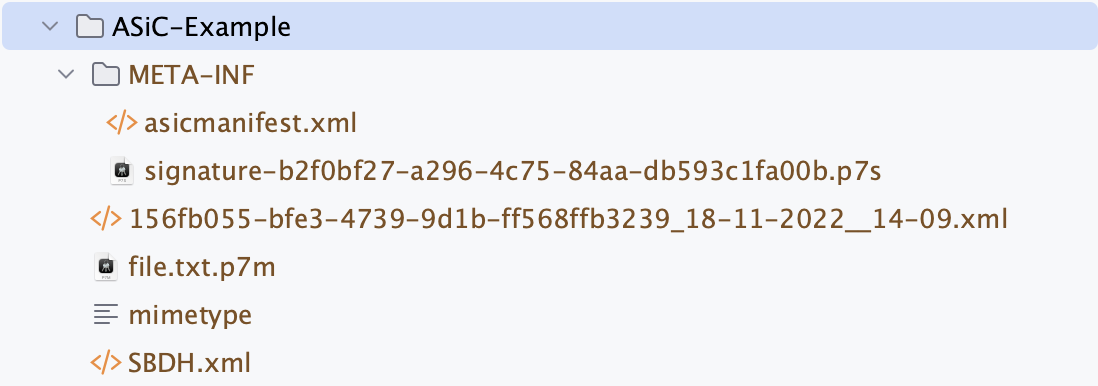 ASiC-Example
META-INF
asicmanifest.xml
signature-b2f0bf27-a296-4c75-84aa-db593c1fa00b.p7s
156fb055-bfe3-4739-9d1b-ff568ffb3239_18-11-2022__14-09.xml
file.txt.p7m
mimetype
SBDH.xml